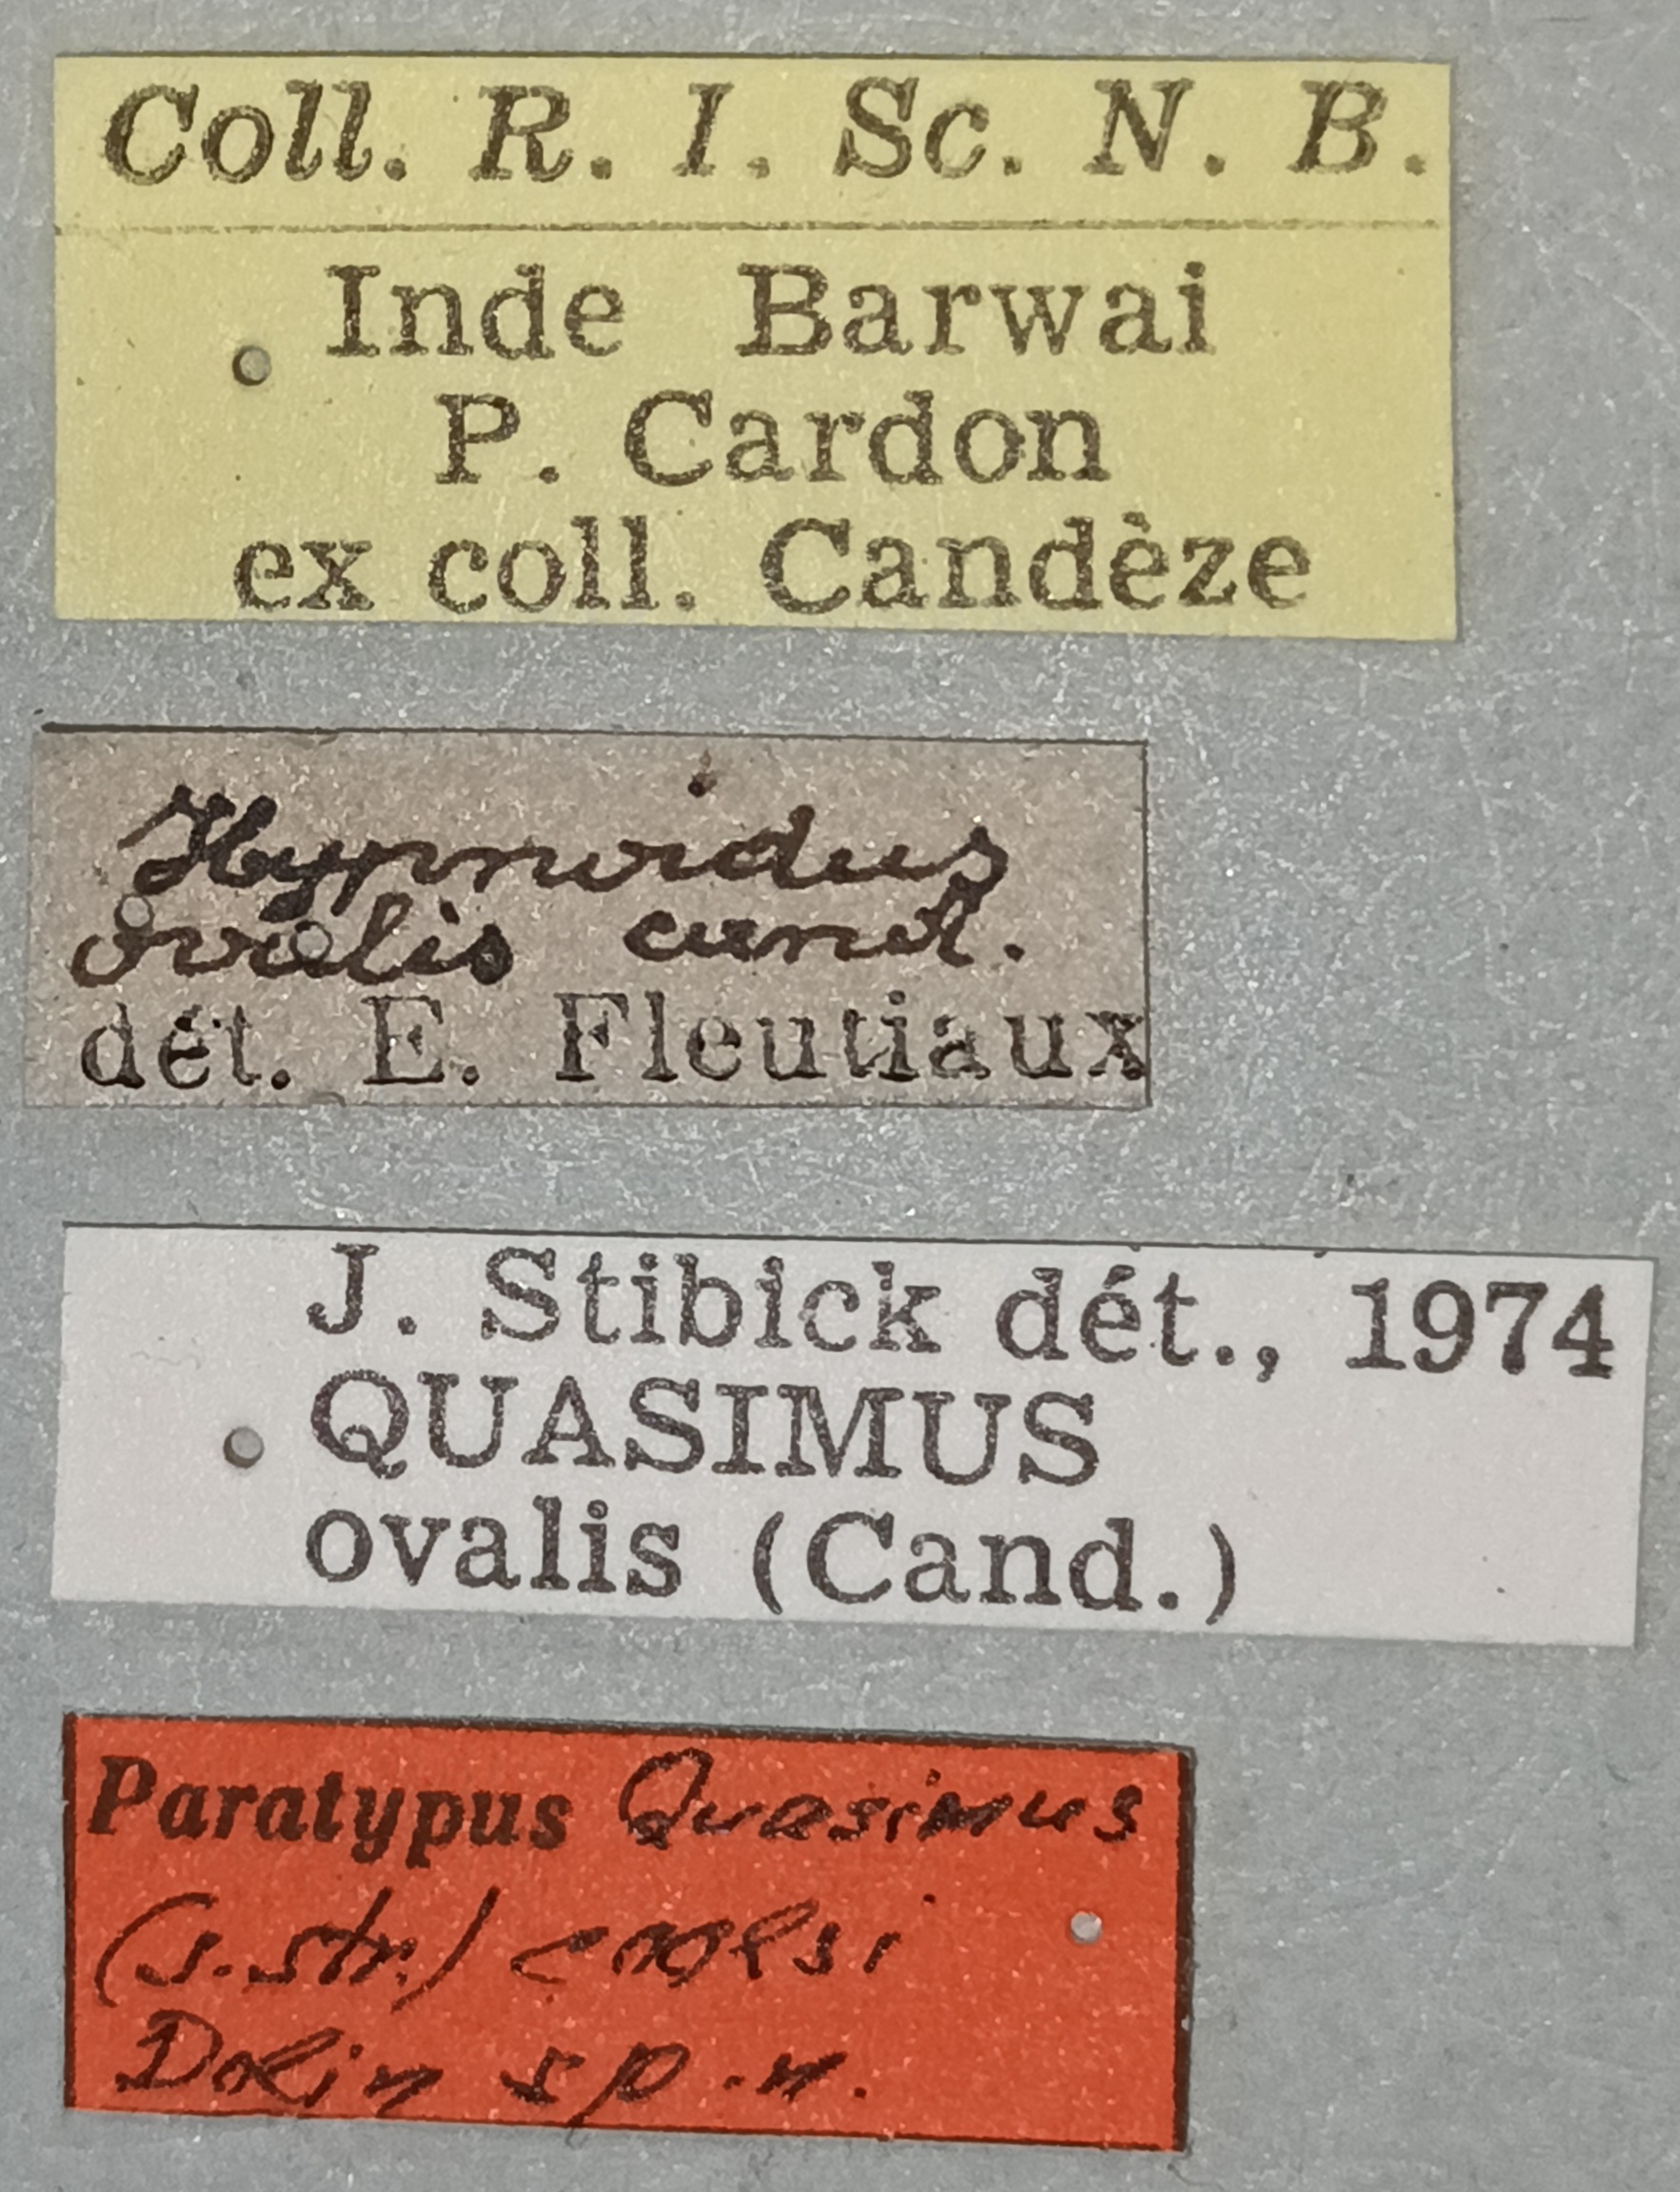 Coll. R. I. Sc. N. B.
Inde Barwai
P. Cardon
ex coll. Candèze
Hypnoidus
ovalis cand.
dét. E. Fleutiaux
J. Stibick dét., 1974
QUASIMUS
ovalis (Cand.)
Paratypus Quasimus
(s.str.)
Dolin sp.n.